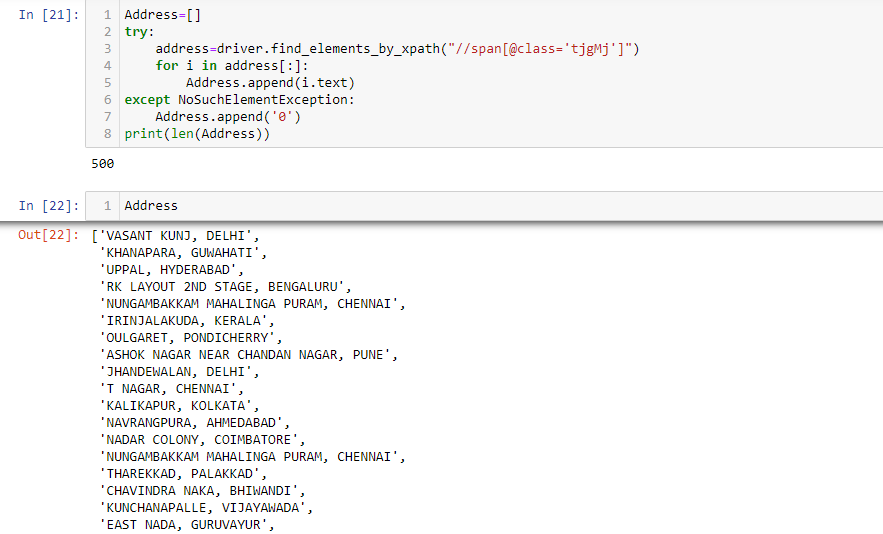 In [21]:
1 Address=[]
2 try:
3     address=driver.find_elements_by_xpath("//span[@class='tjgMj']")
4     for i in address[:]:
5         Address.append(i.text)
6 except NoSuchElementException:
7     Address.append('0')
8 print(len(Address))
500
In [22]:
1 Address
Out[22]: ['VASANT KUNJ, DELHI',
'KHANAPARA, GUWAHATI',
'UPPAL, HYDERABAD',
'RK LAYOUT 2ND STAGE, BENGALURU',
'NUNGAMBAKKAM MAHALINGA PURAM, CHENNAI',
'IRINJALAKUDA, KERALA',
'OULGARET, PONDICHERRY',
'ASHOK NAGAR NEAR CHANDAN NAGAR, PUNE',
'JHANDEWALAN, DELHI',
'T NAGAR, CHENNAI',
'KALIKAPUR, KOLKATA',
'NAVRANGPURA, AHMEDABAD',
'NADAR COLONY, COIMBATORE',
'NUNGAMBAKKAM MAHALINGA PURAM, CHENNAI',
'THAREKKAD, PALAKKAD',
'CHAVINDRA NAKA, BHIWANDI',
'KUNCHANAPALLE, VIJAYAWADA',
'EAST NADA, GURUVAYUR',